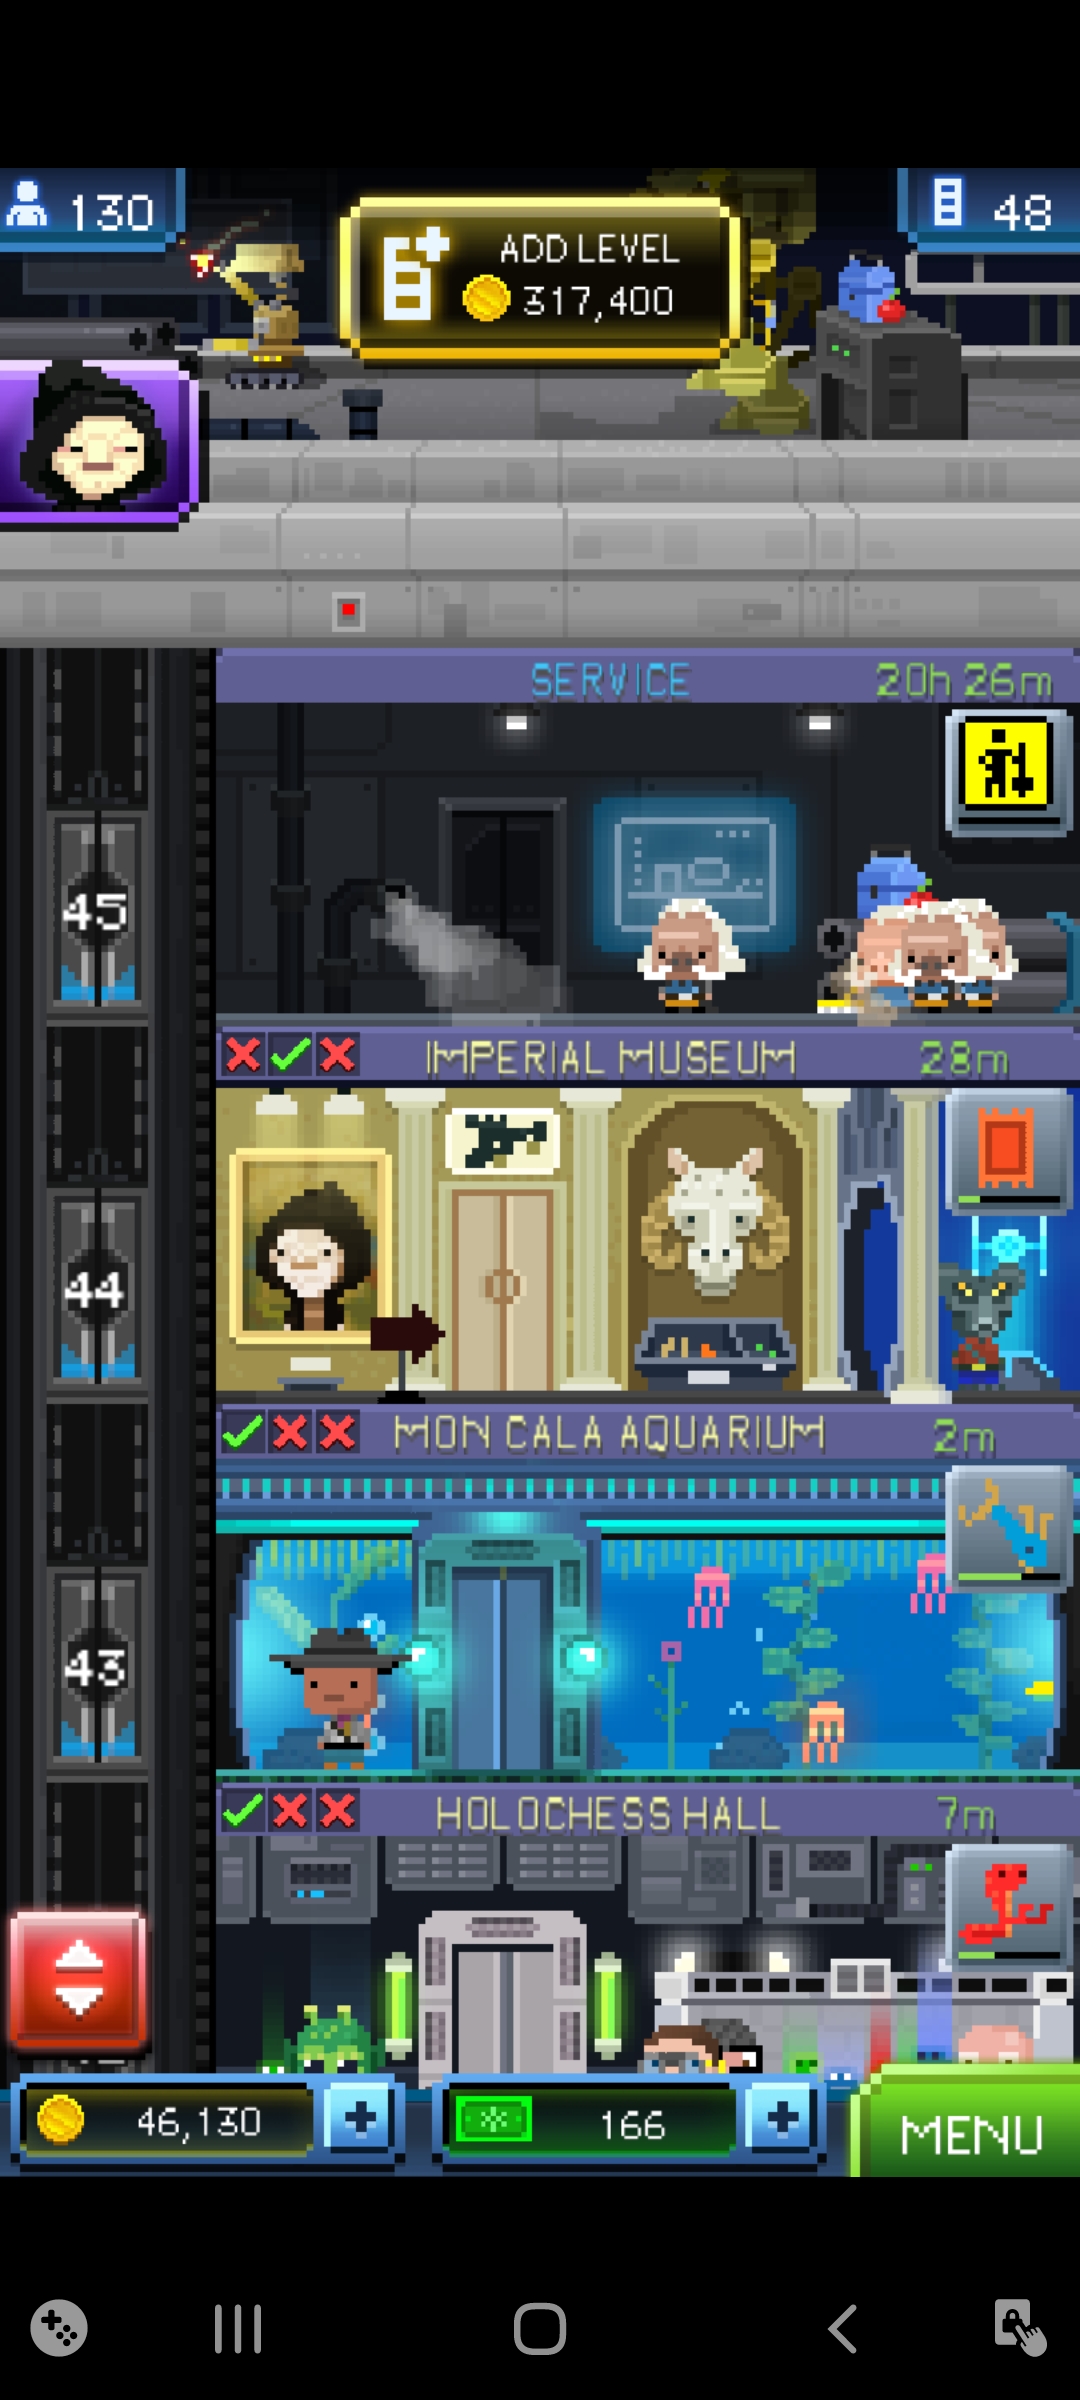 130
ADD LEVEL
317,400
48
SERVICE
20h 26m
45
IMPERIAL MUSEUM
28m
44
MON CALA AQUARIUM
2m
43
HOLOCHESS HALL
7m
46,130
166
MENU